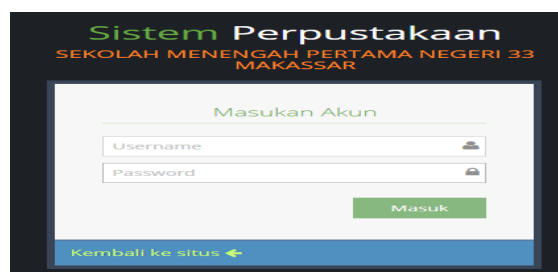 Sistem Perpustakaan
SEKOLAH MENENGAH PERTAMA NEGERI 33
MAKASSAR
Masukan Akun
Username
Password
Masuk
Kembali ke situs